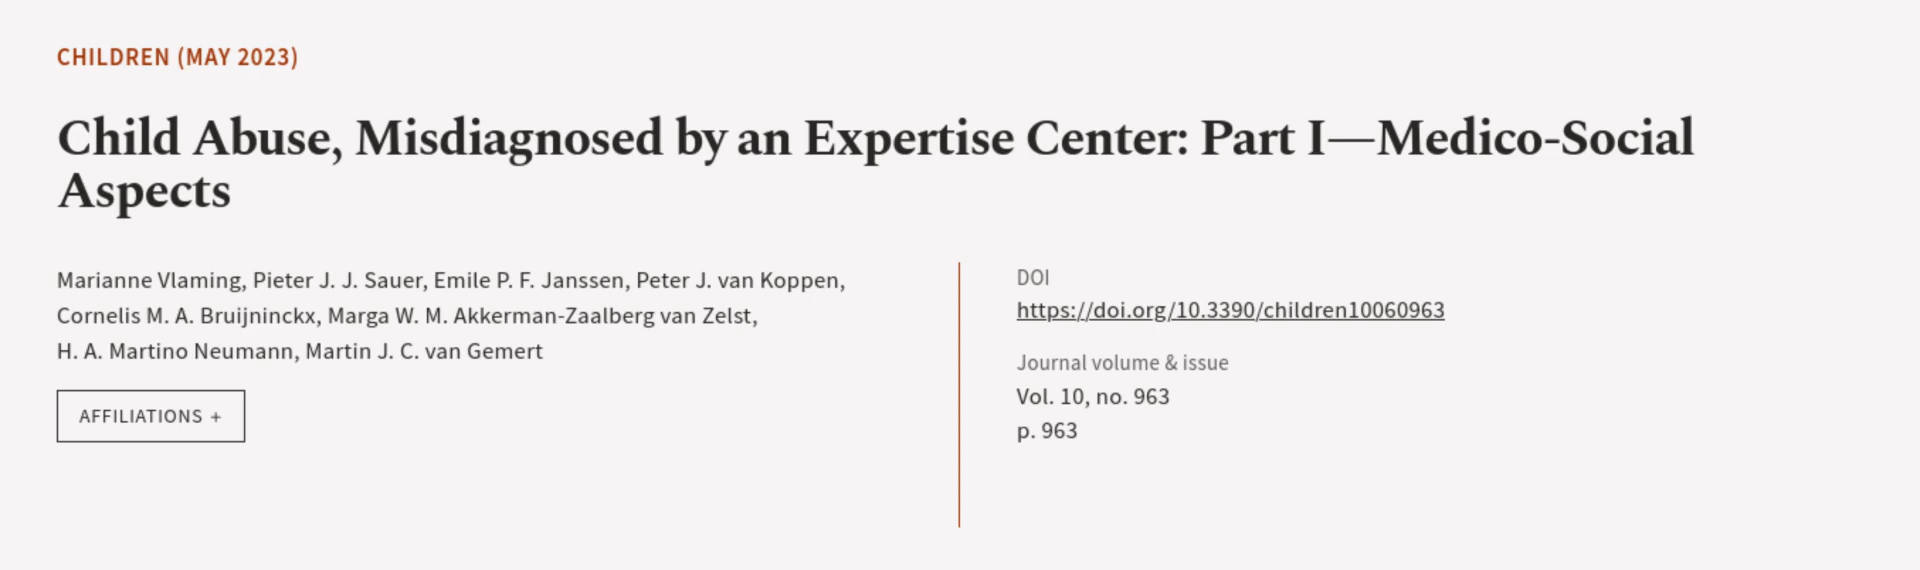 CHILDREN (MAY 2023)
Child Abuse, Misdiagnosed by an Expertise Center: Part I—Medico-Social
Aspects
Marianne Vlaming, Pieter J. J. Sauer, Emile P. F. Janssen, Peter J. van Koppen,
Cornelis M. A. Bruijninckx, Marga W. M. Akkerman-Zaalberg van Zelst,
H. A. Martino Neumann, Martin J. C. van Gemert
AFFILIATIONS +
DOI
https://doi.org/10.3390/children10060963
Journal volume & issue
Vol. 10, no. 963
p. 963